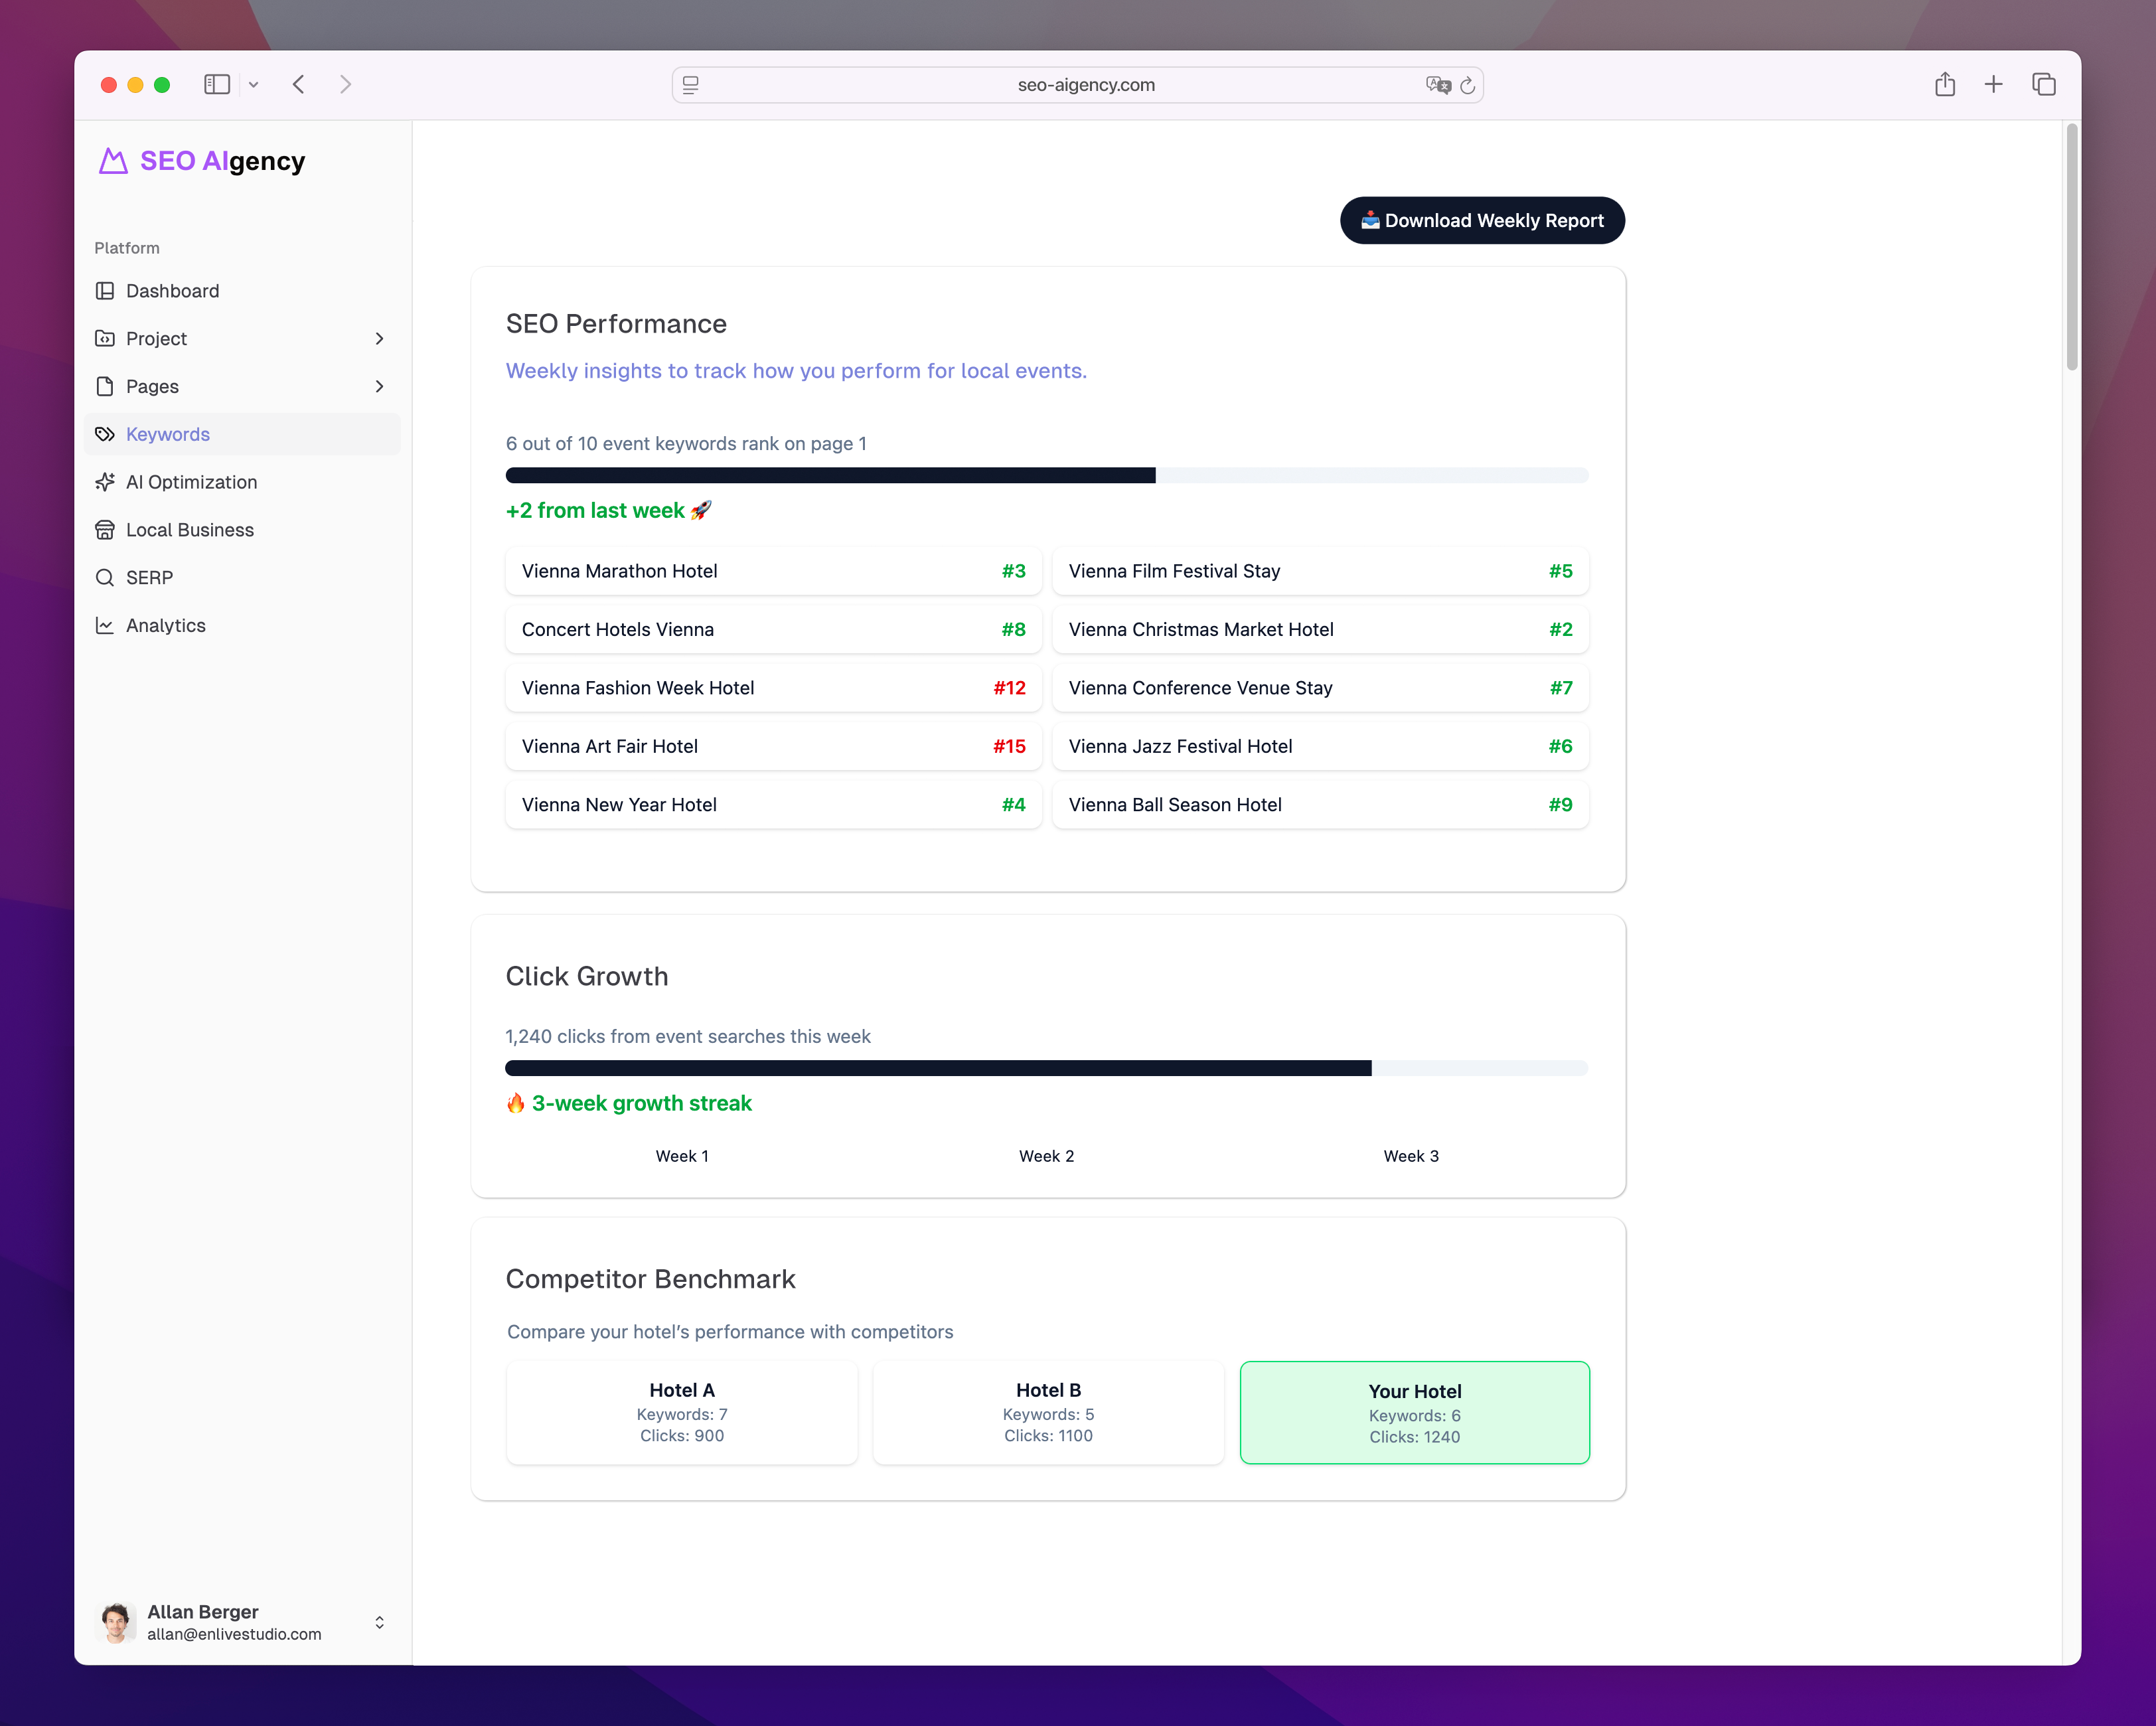 seo-aigency.com
SEO AIgency
Platform
Dashboard
Project
Pages
Keywords
AI Optimization
Local Business
SERP
Analytics
📥 Download Weekly Report
SEO Performance
Weekly insights to track how you perform for local events.
6 out of 10 event keywords rank on page 1
+2 from last week 🚀
Vienna Marathon Hotel #3
Vienna Film Festival Stay #5
Concert Hotels Vienna #8
Vienna Christmas Market Hotel #2
Vienna Fashion Week Hotel #12
Vienna Conference Venue Stay #7
Vienna Art Fair Hotel #15
Vienna Jazz Festival Hotel #6
Vienna New Year Hotel #4
Vienna Ball Season Hotel #9
Click Growth
1,240 clicks from event searches this week
🔥 3-week growth streak
Week 1
Week 2
Week 3
Competitor Benchmark
Compare your hotel’s performance with competitors
Hotel A
Keywords: 7
Clicks: 900
Hotel B
Keywords: 5
Clicks: 1100
Your Hotel
Keywords: 6
Clicks: 1240
Allan Berger
allan@enlivestudio.com